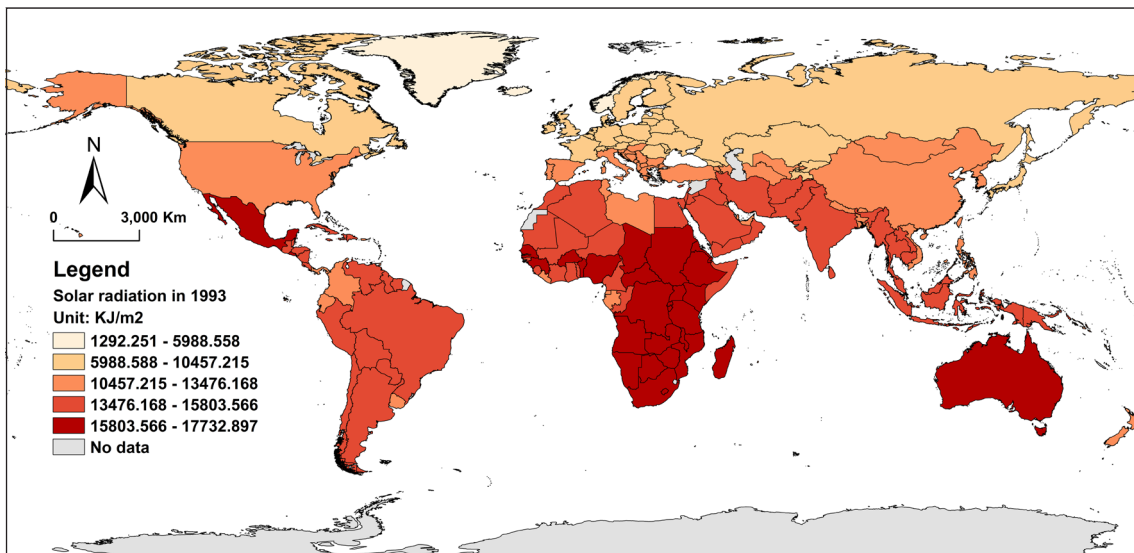 N
0 3,000 Km
Legend
Solar radiation in 1993
Unit: KJ/m2
1292.251 - 5988.558
5988.588 - 10457.215
10457.215 - 13476.168
13476.168 - 15803.566
15803.566 - 17732.897
No data